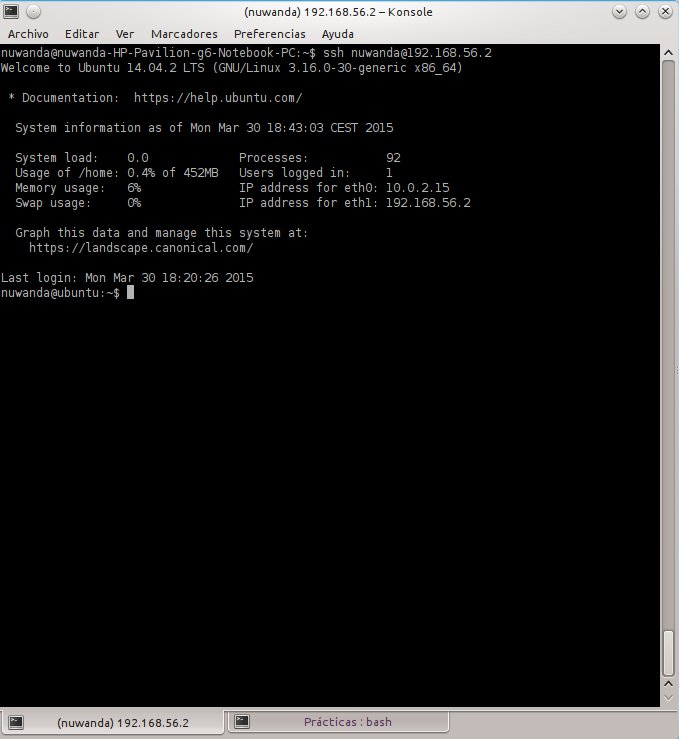 (nuwanda) 192.168.56.2 – Konsole
Archivo Editar Ver Marcadores Preferencias Ayuda
nuwanda@nuwanda-HP-Pavilion-g6-Notebook-PC:~$ ssh nuwanda@192.168.56.2
Welcome to Ubuntu 14.04.2 LTS (GNU/Linux 3.16.0-30-generic x86_64)
* Documentation: https://help.ubuntu.com/
System information as of Mon Mar 30 18:43:03 CEST 2015
System load: 0.0 Processes: 92
Usage of /home: 0.4% of 452MB Users logged in: 1
Memory usage: 6% IP address for eth0: 10.0.2.15
Swap usage: 0% IP address for eth1: 192.168.56.2
Graph this data and manage this system at:
https://landscape.canonical.com/
Last login: Mon Mar 30 18:20:26 2015
nuwanda@ubuntu:~$
(nuwanda) 192.168.56.2
Prácticas : bash